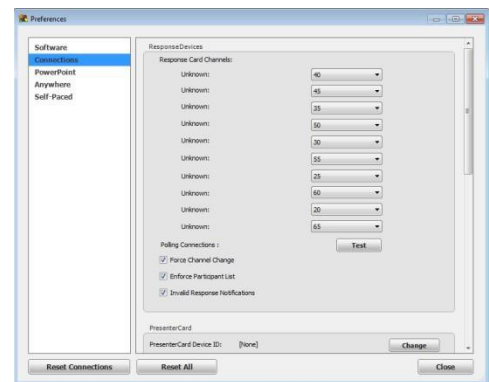 Preferences
Software
Connections
PowerPoint
Anywhere
Self-Paced
ResponseDevices
Response Card Channels:
Unknown: 40
Unknown: 45
Unknown: 35
Unknown: 50
Unknown: 30
Unknown: 55
Unknown: 25
Unknown: 60
Unknown: 20
Unknown: 65
Polling Connections : Test
Force Channel Change
Enforce Participant List
Invalid Response Notifications
PresenterCard
PresenterCard Device ID: [None] Change
Reset Connections Reset All Close